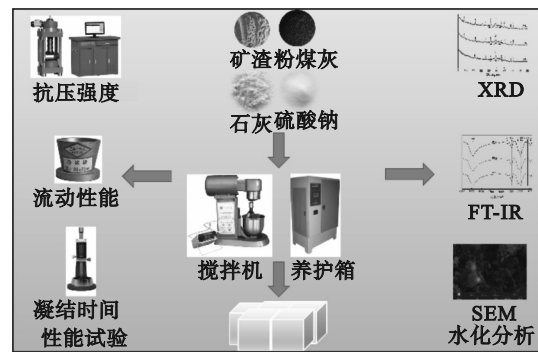 抗压强度
矿渣粉煤灰
XRD
石灰硫酸钠
流动性能
FT-IR
搅拌机
养护箱
凝结时间
性能试验
SEM
水化分析